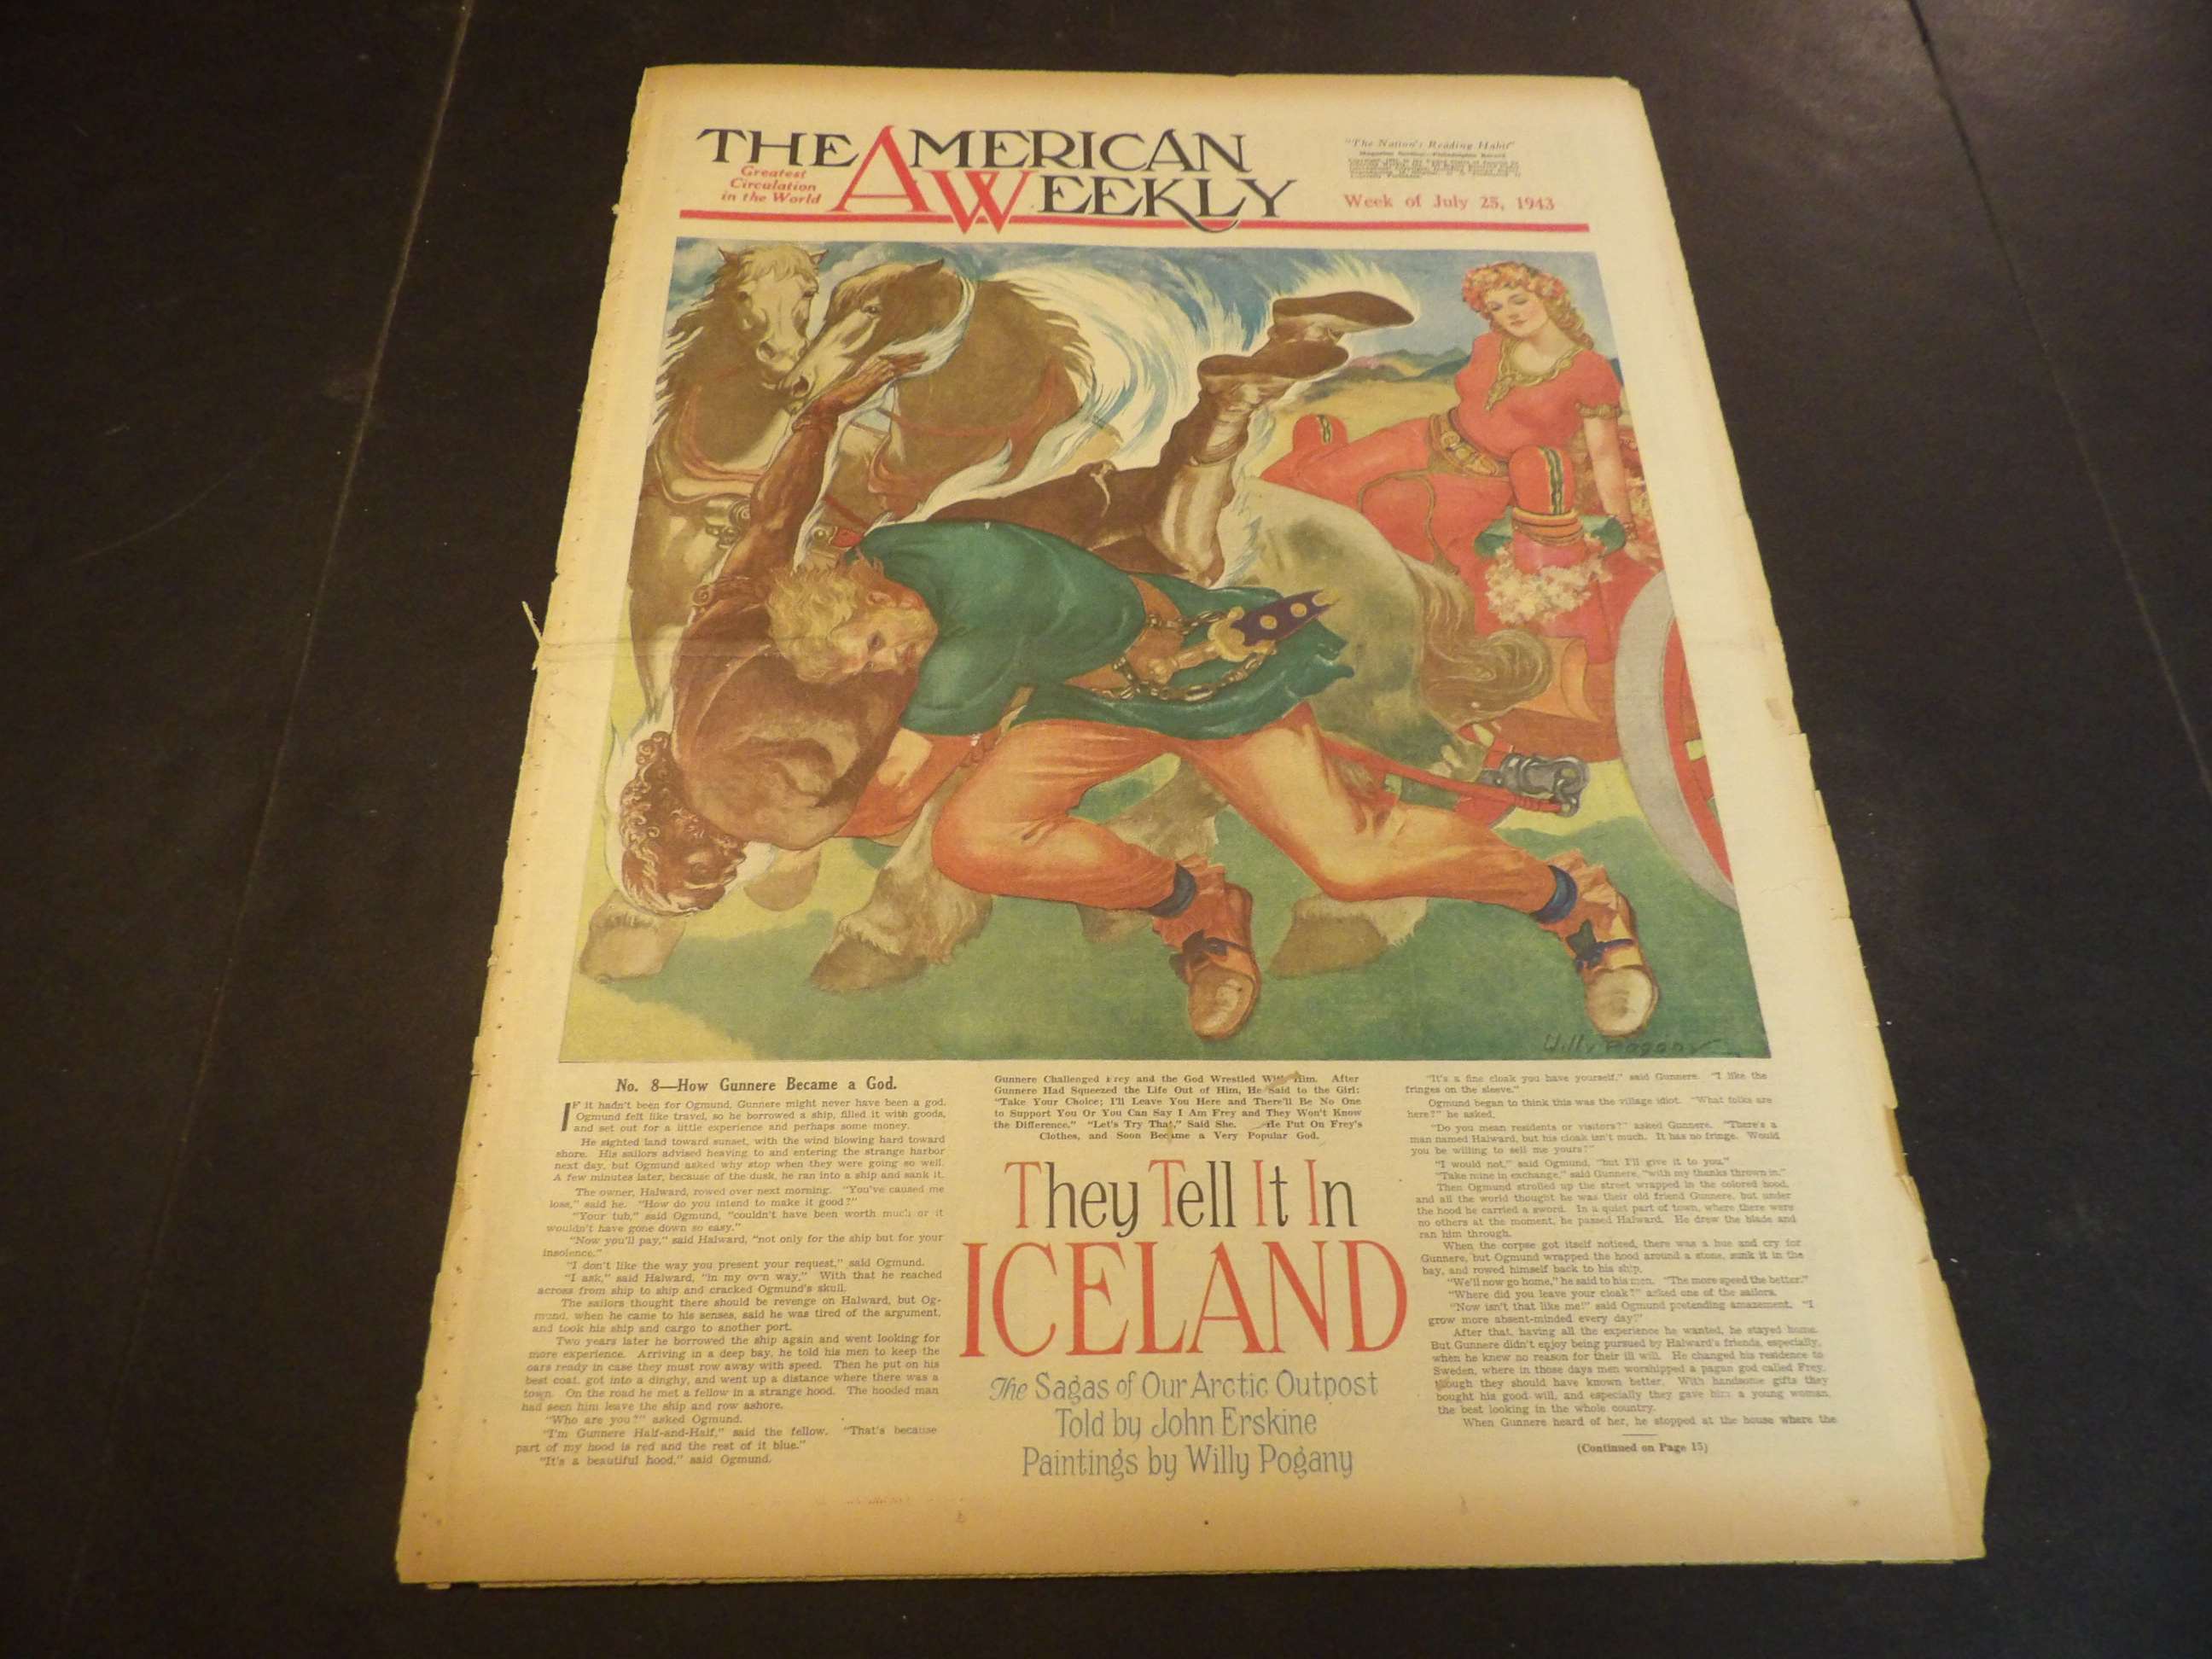 THE AMERICAN
WEEKLY
Greatest
Circulation
in the World
"The Nation's Reading Habit"
Magazine Section—Philadelphia Record
Week of July 25, 1943
Willy Pogany
No. 8—How Gunnere Became a God.
IF it hadn't been for Ogmund, Gunnere might never have been a god.
Ogmund felt like travel, so he borrowed a ship, filled it with goods,
and set out for a little experience and perhaps some money.
He sighted land toward sunset, with the wind blowing hard toward
shore. His sailors advised heaving to and entering the strange harbor
next day, but Ogmund asked why stop when they were going so well.
A few minutes later, because of the dusk, he ran into a ship and sank it.
The owner, Halward, rowed over next morning. "You've caused me
loss," said he. "How do you intend to make it good?"
"Your tub," said Ogmund, "couldn't have been worth much or it
wouldn't have gone down so easy."
"Now you'll pay," said Halward, "not only for the ship but for your
insolence."
"I don't like the way you present your request," said Ogmund.
"I ask," said Halward, "in my own way." With that he reached
across from ship to ship and cracked Ogmund's skull.
The sailors thought there should be revenge on Halward, but Og-
mund, when he came to his senses, said he was tired of the argument,
and took his ship and cargo to another port.
Two years later he borrowed the ship again and went looking for
more experience. Arriving in a deep bay, he told his men to keep the
oars ready in case they must row away with speed. Then he put on his
best coat, got into a dinghy, and went up a distance where there was a
town. On the road he met a fellow in a strange hood. The hooded man
had seen him leave the ship and row ashore.
"Who are you?" asked Ogmund.
"I'm Gunnere Half-and-Half," said the fellow. "That's because
part of my hood is red and the rest of it blue."
"It's a beautiful hood," said Ogmund.
Gunnere Challenged Frey and the God Wrestled With Him. After
Gunnere Had Squeezed the Life Out of Him, He Said to the Girl:
"Take Your Choice; I'll Leave You Here and There'll Be No One
to Support You Or You Can Say I Am Frey and They Won't Know
the Difference." "Let's Try That," Said She. He Put On Frey's
Clothes, and Soon Became a Very Popular God.
They Tell It In
ICELAND
The Sagas of Our Arctic Outpost
Told by John Erskine
Paintings by Willy Pogany
"It's a fine cloak you have yourself," said Gunnere. "I like the
fringes on the sleeve."
Ogmund began to think this was the village idiot. "What folks are
here?" he asked.
"Do you mean residents or visitors?" asked Gunnere. "There's a
man named Halward, but his cloak isn't much. It has no fringe. Would
you be willing to sell me yours?"
"I would not," said Ogmund, "but I'll give it to you."
"Take mine in exchange," said Gunnere, "with my thanks thrown in."
Then Ogmund strolled up the street wrapped in the colored hood,
and all the world thought he was their old friend Gunnere, but under
the hood he carried a sword. In a quiet part of town, where there were
no others at the moment, he passed Halward. He drew the blade and
ran him through.
When the corpse got itself noticed, there was a hue and cry for
Gunnere, but Ogmund wrapped the hood around a stone, sunk it in the
bay, and rowed himself back to his ship.
"We'll now go home," he said to his men. "The more speed the better."
"Where did you leave your cloak?" asked one of the sailors.
"Now isn't that like me!" said Ogmund pretending amazement. "I
grow more absent-minded every day!"
After that, having all the experience he wanted, he stayed home.
But Gunnere didn't enjoy being pursued by Halward's friends, especially,
when he knew no reason for their ill will. He changed his residence to
Sweden, where in those days men worshipped a pagan god called Frey,
though they should have known better. With handsome gifts they
bought his good will, and especially they gave him a young woman,
the best looking in the whole country.
When Gunnere heard of her, he stopped at the house where the
(Continued on Page 15)